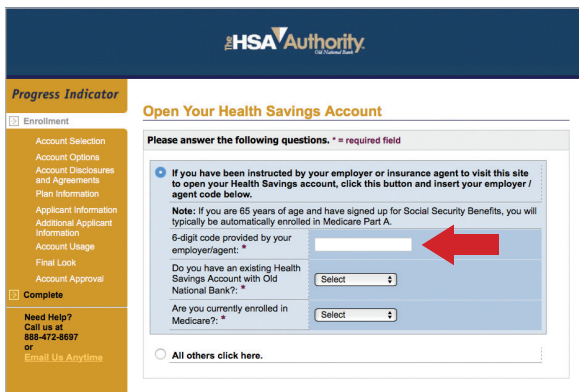 The HSA Authority.
Old National Bank
Progress Indicator
Enrollment
Account Selection
Account Options
Account Disclosures
and Agreements
Plan Information
Applicant Information
Additional Applicant
Information
Account Usage
Final Look
Account Approval
Complete
Need Help?
Call us at
888-472-8697
or
Email Us Anytime
Open Your Health Savings Account
Please answer the following questions. * = required field
If you have been instructed by your employer or insurance agent to visit this site
to open your Health Savings account, click this button and insert your employer /
agent code below.
Note: If you are 65 years of age and have signed up for Social Security Benefits, you will
typically be automatically enrolled in Medicare Part A.
6-digit code provided by your
employer/agent: *
Do you have an existing Health
Savings Account with Old
National Bank?: *
Select
Are you currently enrolled in
Medicare?: *
Select
All others click here.